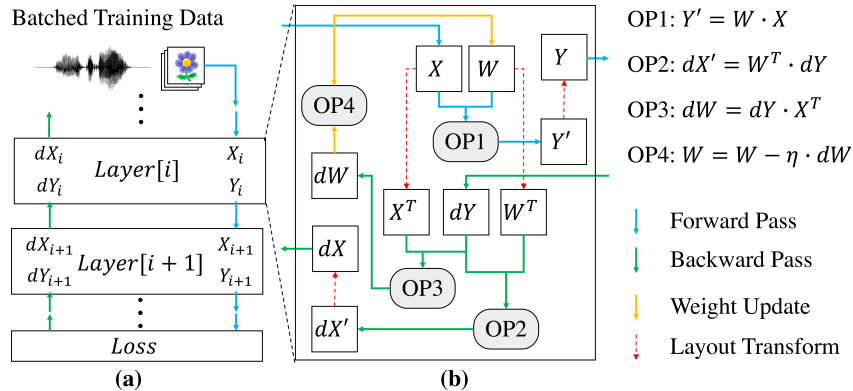 Batched Training Data
dX_i Layer[i] X_i
dY_i Y_i
dX_{i+1} Layer[i + 1] X_{i+1}
dY_{i+1} Y_{i+1}
Loss
(a)
X W Y
OP4
OP1 Y′
dW
X^T dY W^T
dX
OP3
dX′ OP2
(b)
OP1: Y′ = W · X
OP2: dX′ = W^T · dY
OP3: dW = dY · X^T
OP4: W = W − η · dW
Forward Pass
Backward Pass
Weight Update
Layout Transform